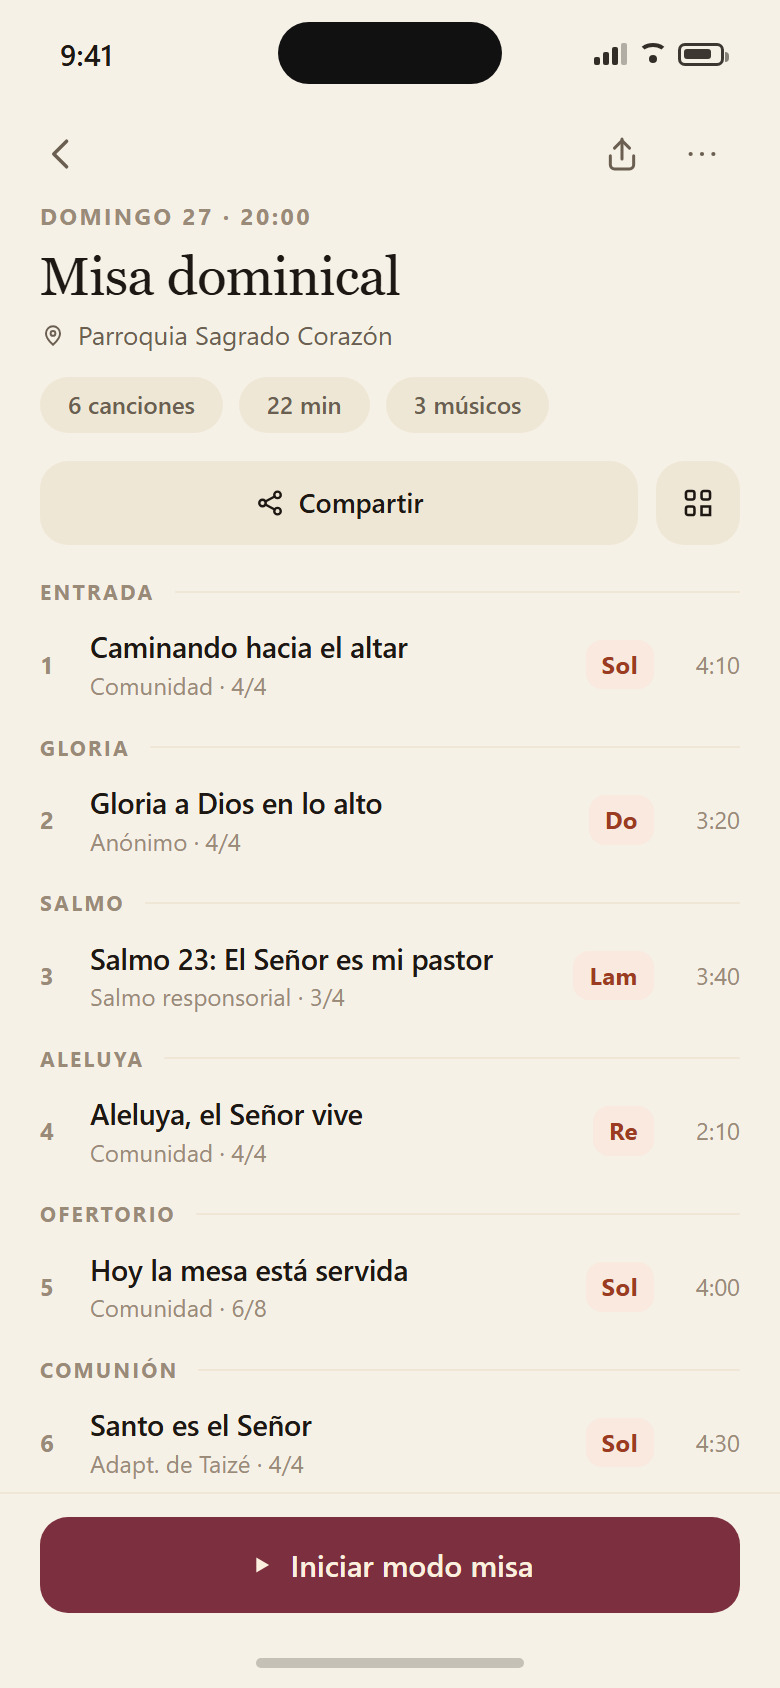 9:41
DOMINGO 27 · 20:00
Misa dominical
Parroquia Sagrado Corazón
6 canciones 22 min 3 músicos
Compartir
ENTRADA
1 Caminando hacia el altar Sol 4:10
Comunidad · 4/4
GLORIA
2 Gloria a Dios en lo alto Do 3:20
Anónimo · 4/4
SALMO
3 Salmo 23: El Señor es mi pastor Lam 3:40
Salmo responsorial · 3/4
ALELUYA
4 Aleluya, el Señor vive Re 2:10
Comunidad · 4/4
OFERTORIO
5 Hoy la mesa está servida Sol 4:00
Comunidad · 6/8
COMUNIÓN
6 Santo es el Señor Sol 4:30
Adapt. de Taizé · 4/4
Iniciar modo misa